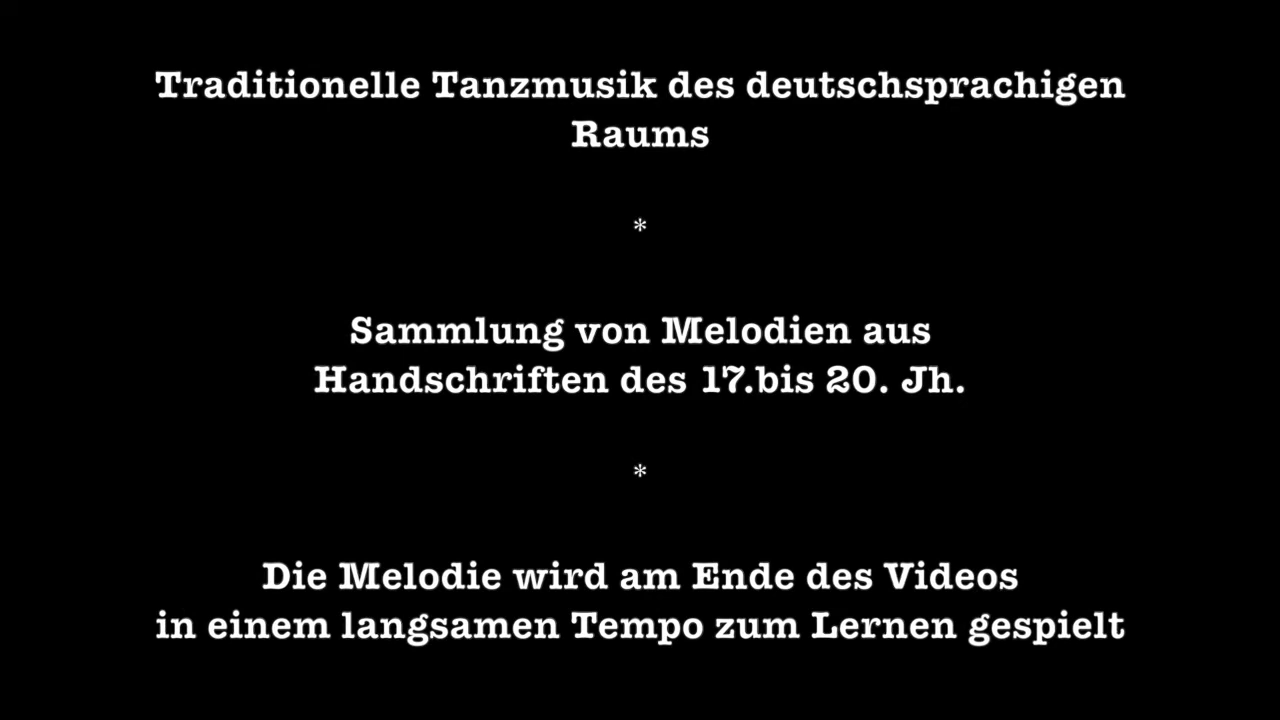 Traditionelle Tanzmusik des deutschsprachigen
Raums
*
Sammlung von Melodien aus
Handschriften des 17.bis 20. Jh.
*
Die Melodie wird am Ende des Videos
in einem langsamen Tempo zum Lernen gespielt